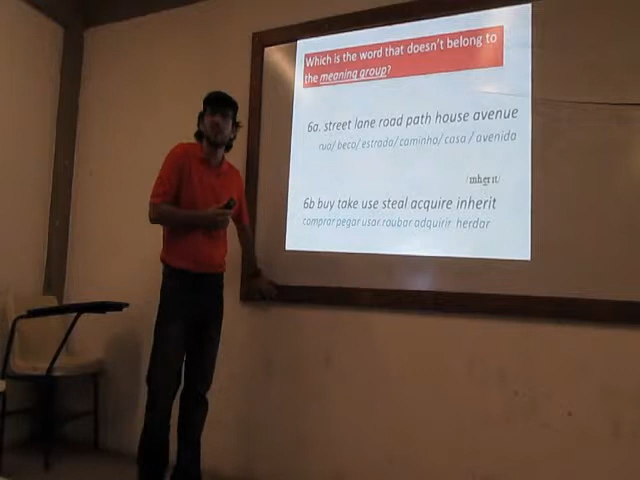 Which is the word that doesn't belong to
the meaning group?
6a. street lane road path house avenue
rua/ beco/ estrada/ caminho/ casa / avenida
/ɪnherɪt/
6b buy take use steal acquire inherit
comprar pegar usar roubar adquirir herdar